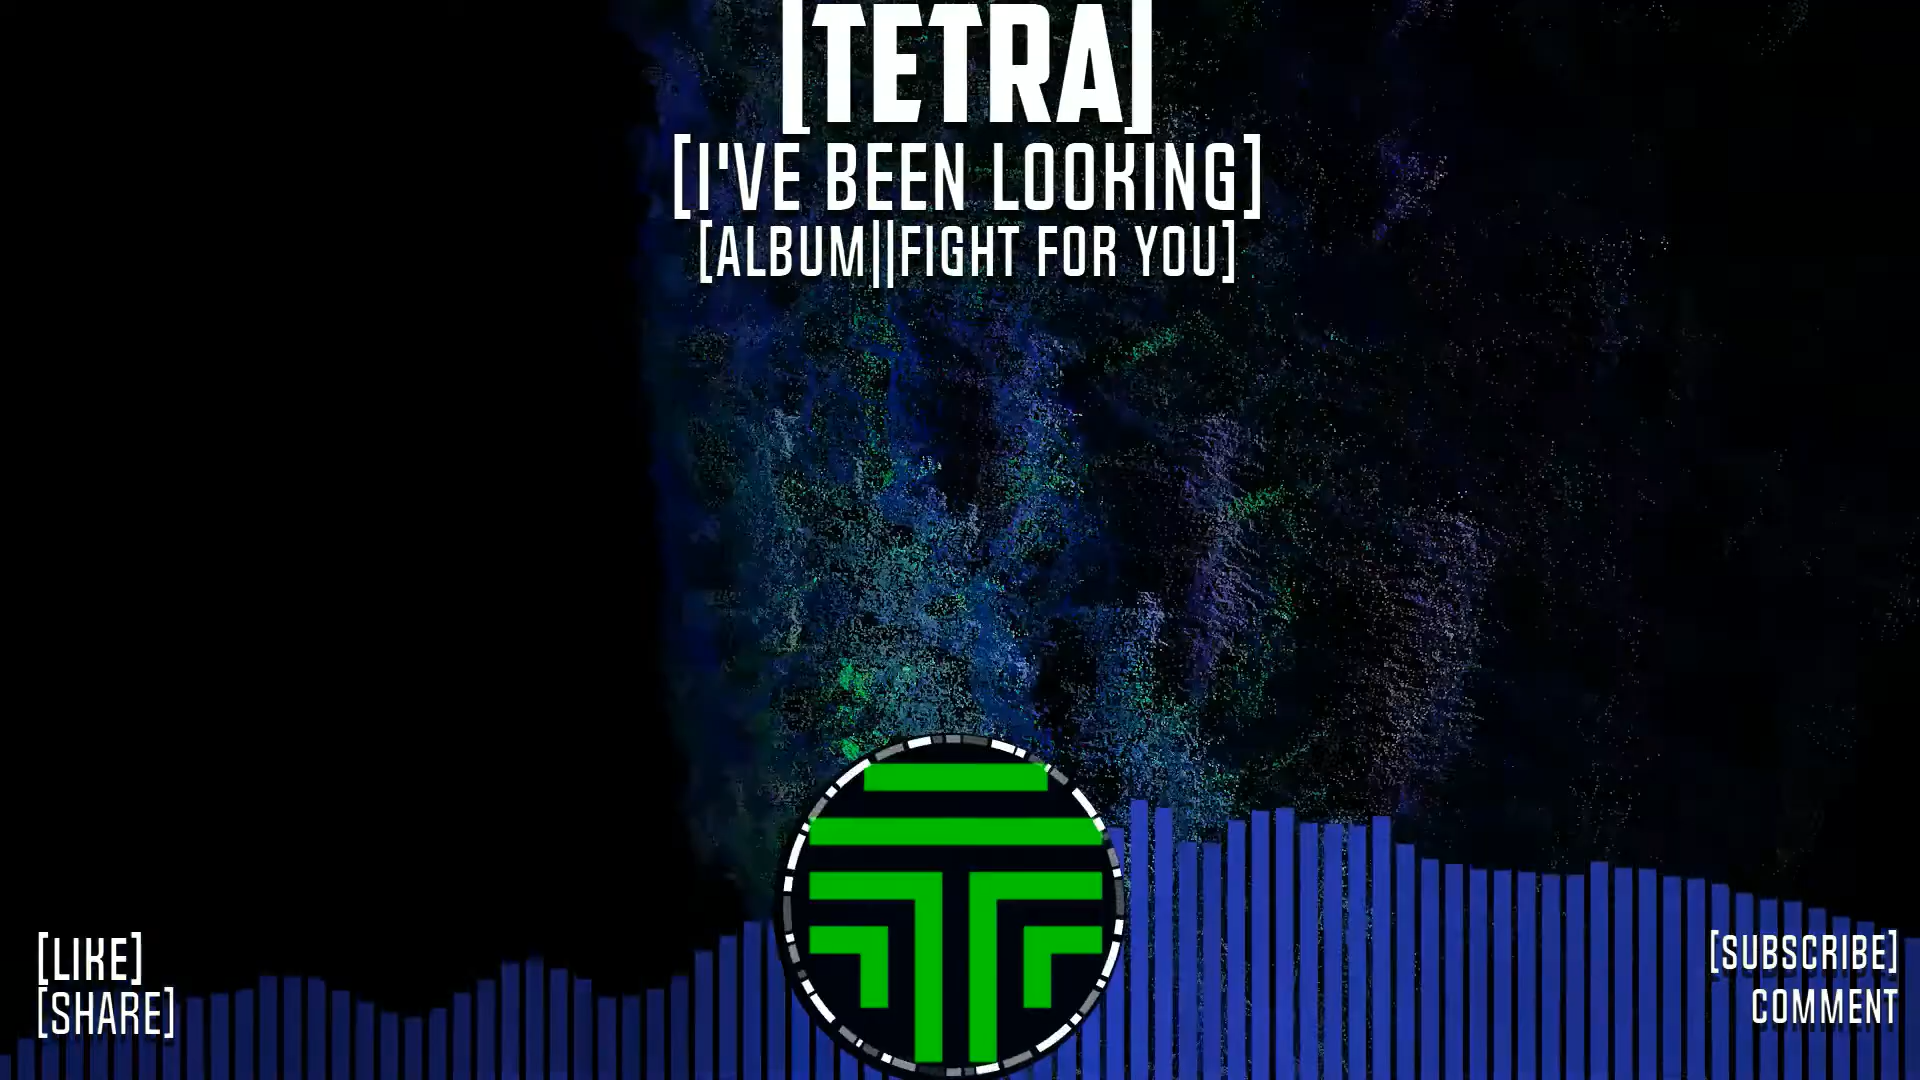 [TETRA]
[I'VE BEEN LOOKING]
[ALBUM||FIGHT FOR YOU]
[LIKE]
[SHARE]
[SUBSCRIBE]
COMMENT